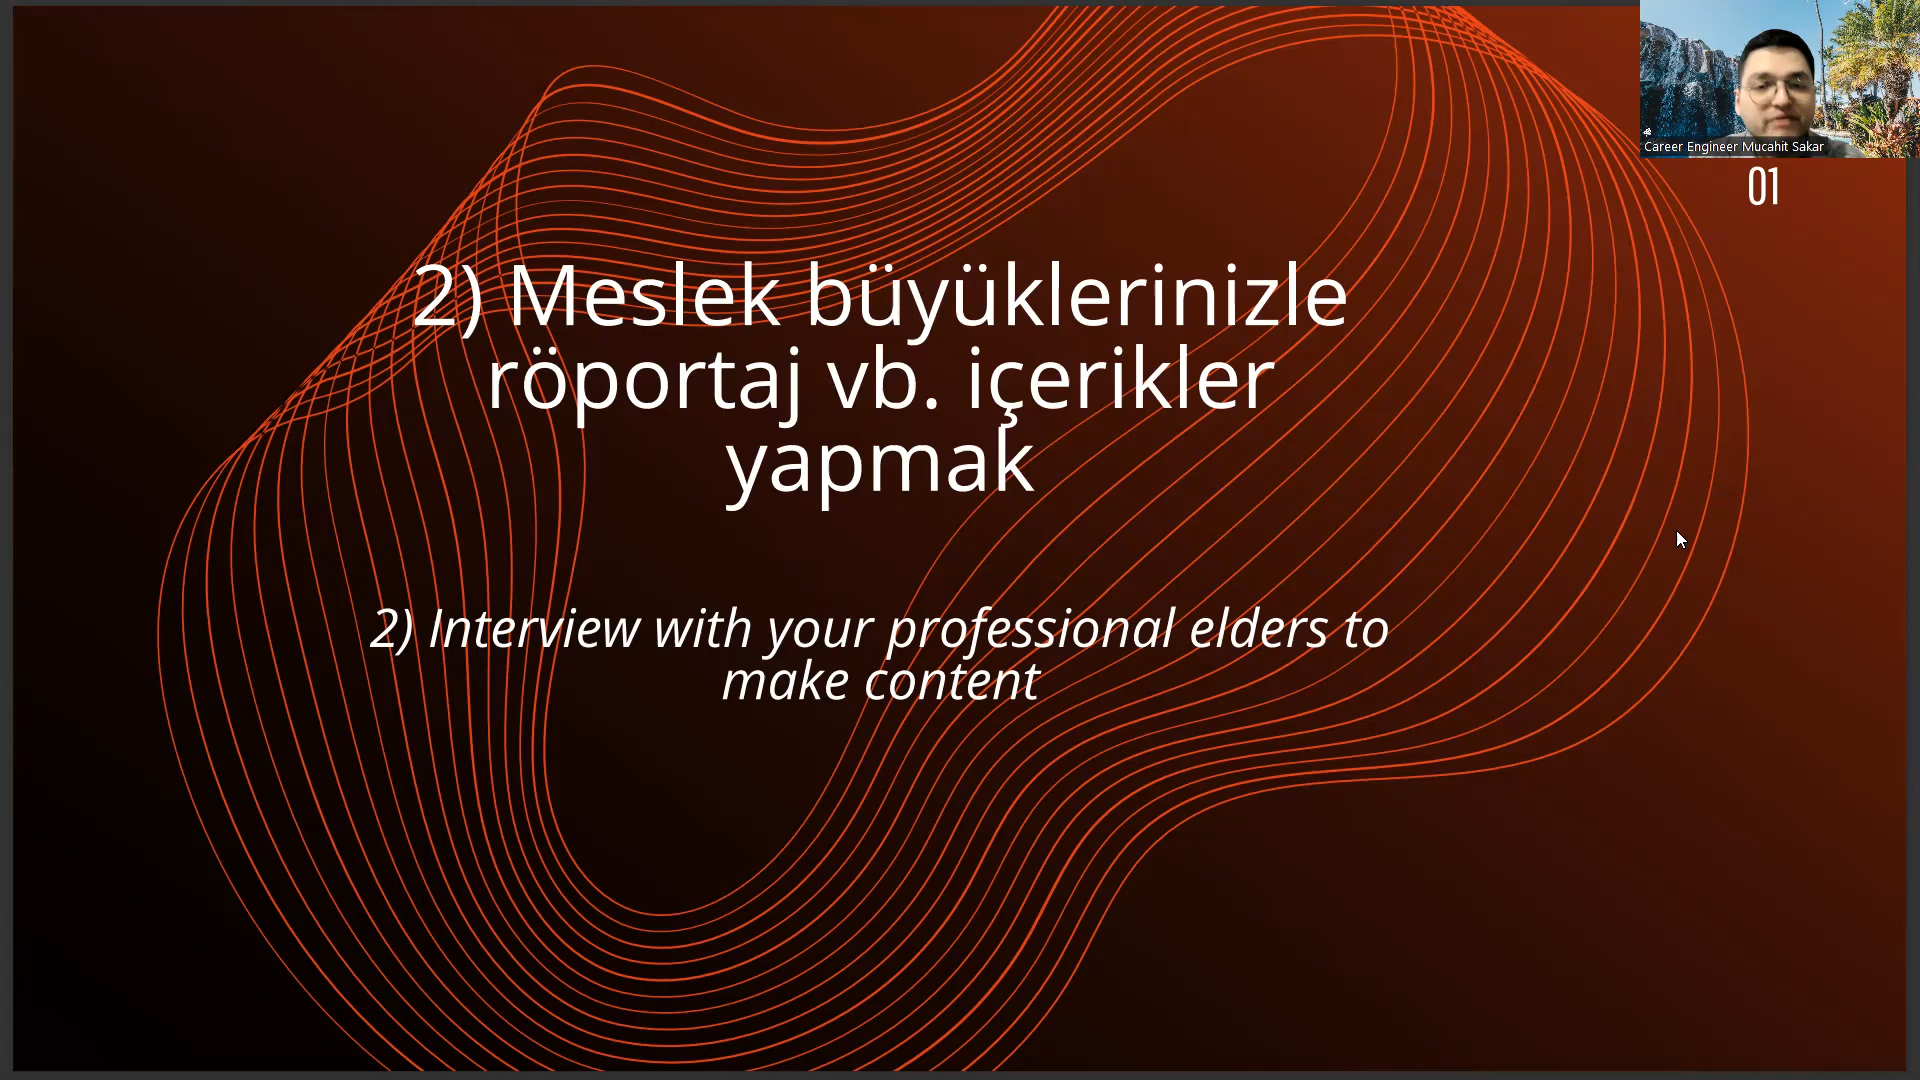 Career Engineer Mucahit Sakar
01
2) Meslek büyüklerinizle
röportaj vb. içerikler
yapmak
2) Interview with your professional elders to
make content